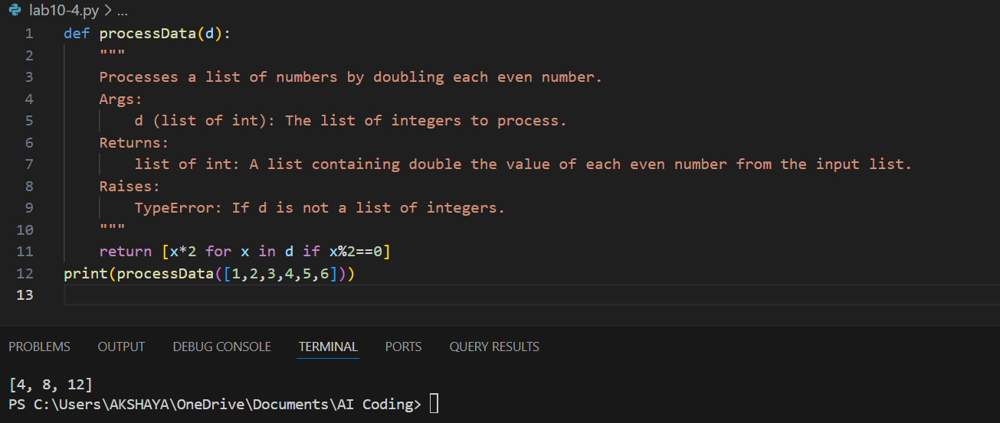 lab10-4.py > ...
1 def processData(d):
2     """
3     Processes a list of numbers by doubling each even number.
4     Args:
5         d (list of int): The list of integers to process.
6     Returns:
7         list of int: A list containing double the value of each even number from the input list.
8     Raises:
9         TypeError: If d is not a list of integers.
10     """
11     return [x*2 for x in d if x%2==0]
12 print(processData([1,2,3,4,5,6]))
13
PROBLEMS OUTPUT DEBUG CONSOLE TERMINAL PORTS QUERY RESULTS
[4, 8, 12]
PS C:\Users\AKSHAYA\OneDrive\Documents\AI Coding>